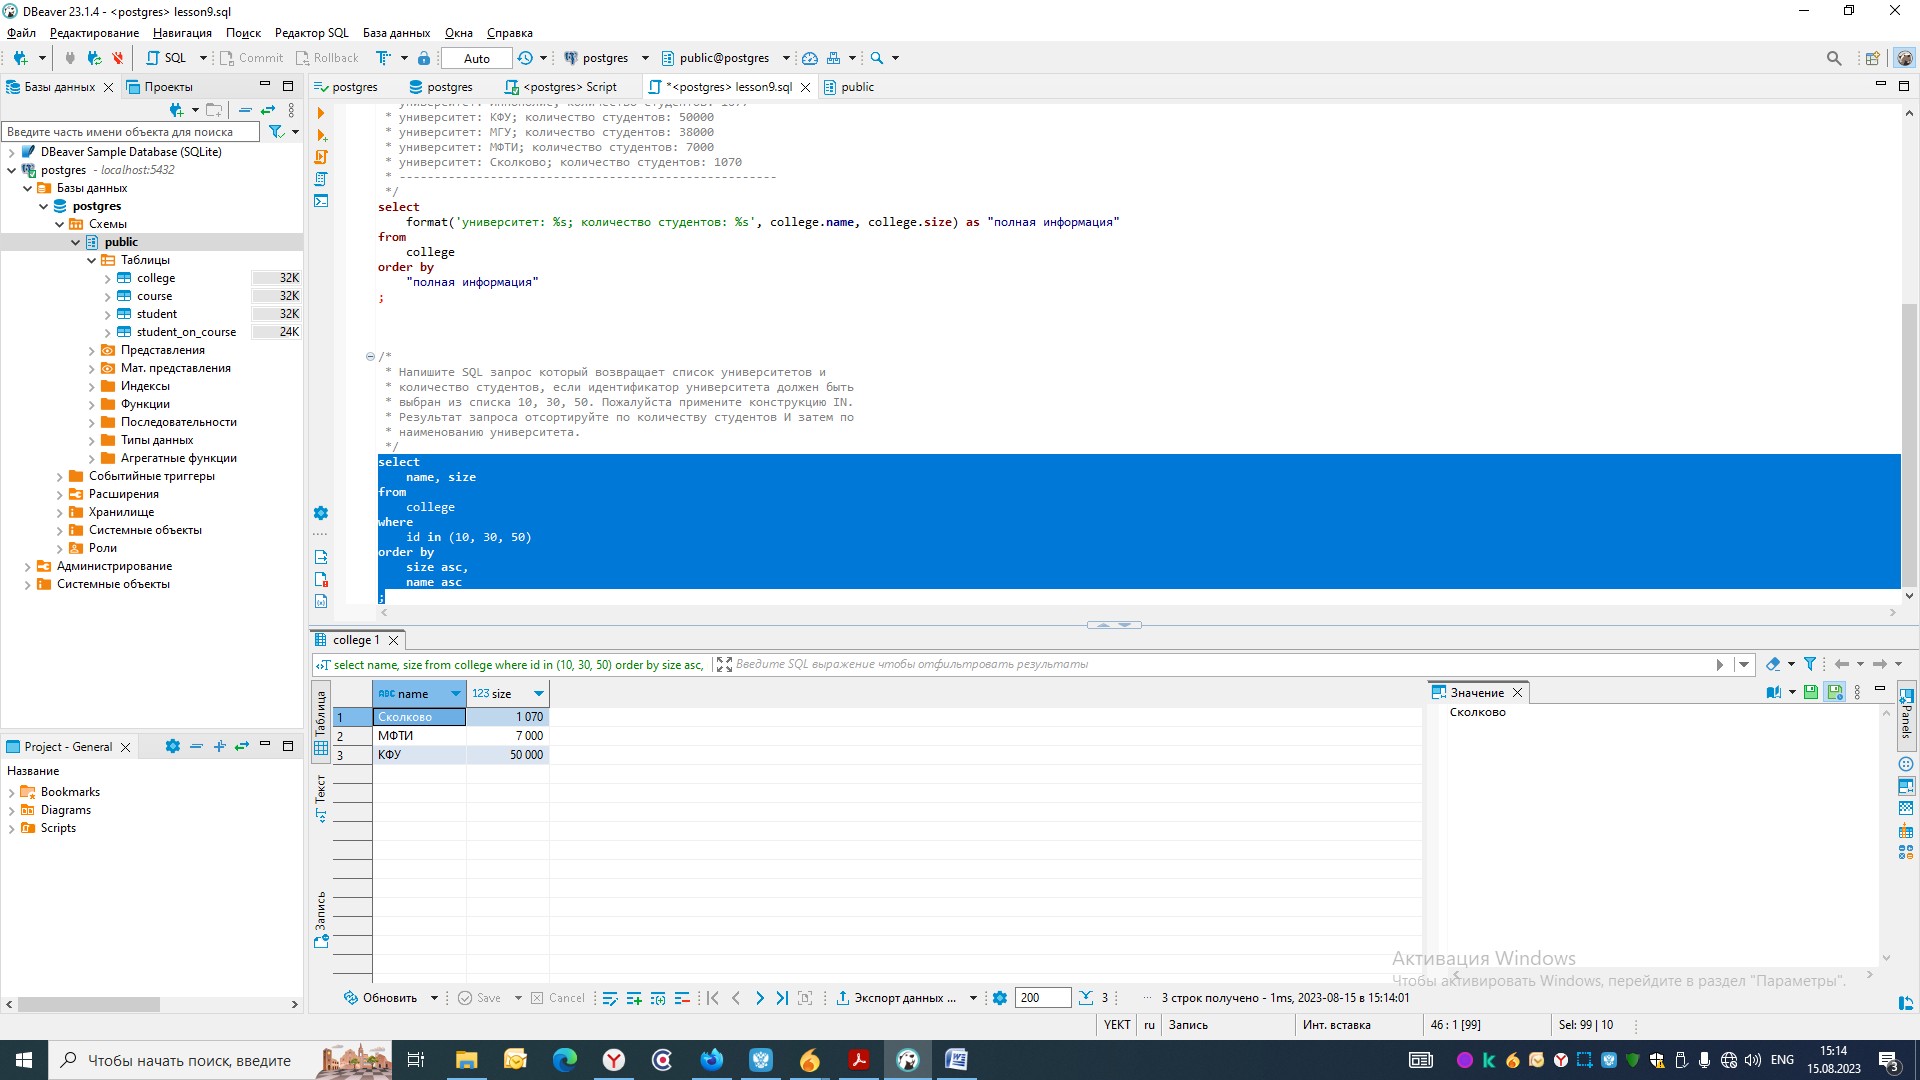 DBeaver 23.1.4 - <postgres> lesson9.sql
Файл Редактирование Навигация Поиск Редактор SQL База данных Окна Справка
SQL Commit Rollback Auto postgres public@postgres
Базы данных Проекты
postgres postgres <postgres> Script *<postgres> lesson9.sql public
Введите часть имени объекта для поиска
DBeaver Sample Database (SQLite)
postgres - localhost:5432
Базы данных
postgres
Схемы
public
Таблицы
college 32K
course 32K
student 32K
student_on_course 24K
Представления
Мат. представления
Индексы
Функции
Последовательности
Типы данных
Агрегатные функции
Событийные триггеры
Расширения
Хранилище
Системные объекты
Роли
Администрирование
Системные объекты
Project - General
Название
Bookmarks
Diagrams
Scripts
* университет: КФУ; количество студентов: 50000
* университет: МГУ; количество студентов: 38000
* университет: МФТИ; количество студентов: 7000
* университет: Сколково; количество студентов: 1070
* ------------------------------------------------------
*/
select
format('университет: %s; количество студентов: %s', college.name, college.size) as "полная информация"
from
college
order by
"полная информация"
;
/*
* Напишите SQL запрос который возвращает список университетов и
* количество студентов, если идентификатор университета должен быть
* выбран из списка 10, 30, 50. Пожалуйста примените конструкцию IN.
* Результат запроса отсортируйте по количеству студентов И затем по
* наименованию университета.
*/
select
name, size
from
college
where
id in (10, 30, 50)
order by
size asc,
name asc
;
college 1
select name, size from college where id in (10, 30, 50) order by size asc, Введите SQL выражение чтобы отфильтровать результаты
Таблица
Текст
Запись
ABC name 123 size
1 Сколково 1 070
2 МФТИ 7 000
3 КФУ 50 000
Значение
Сколково
Panels
Активация Windows
Чтобы активировать Windows, перейдите в раздел "Параметры".
Обновить Save Cancel Экспорт данных ... 200 3 ... 3 строк получено - 1ms, 2023-08-15 в 15:14:01
YEKT ru Запись Инт. вставка 46 : 1 [99] Sel: 99 | 10
Чтобы начать поиск, введите
ENG 15:14
15.08.2023
3